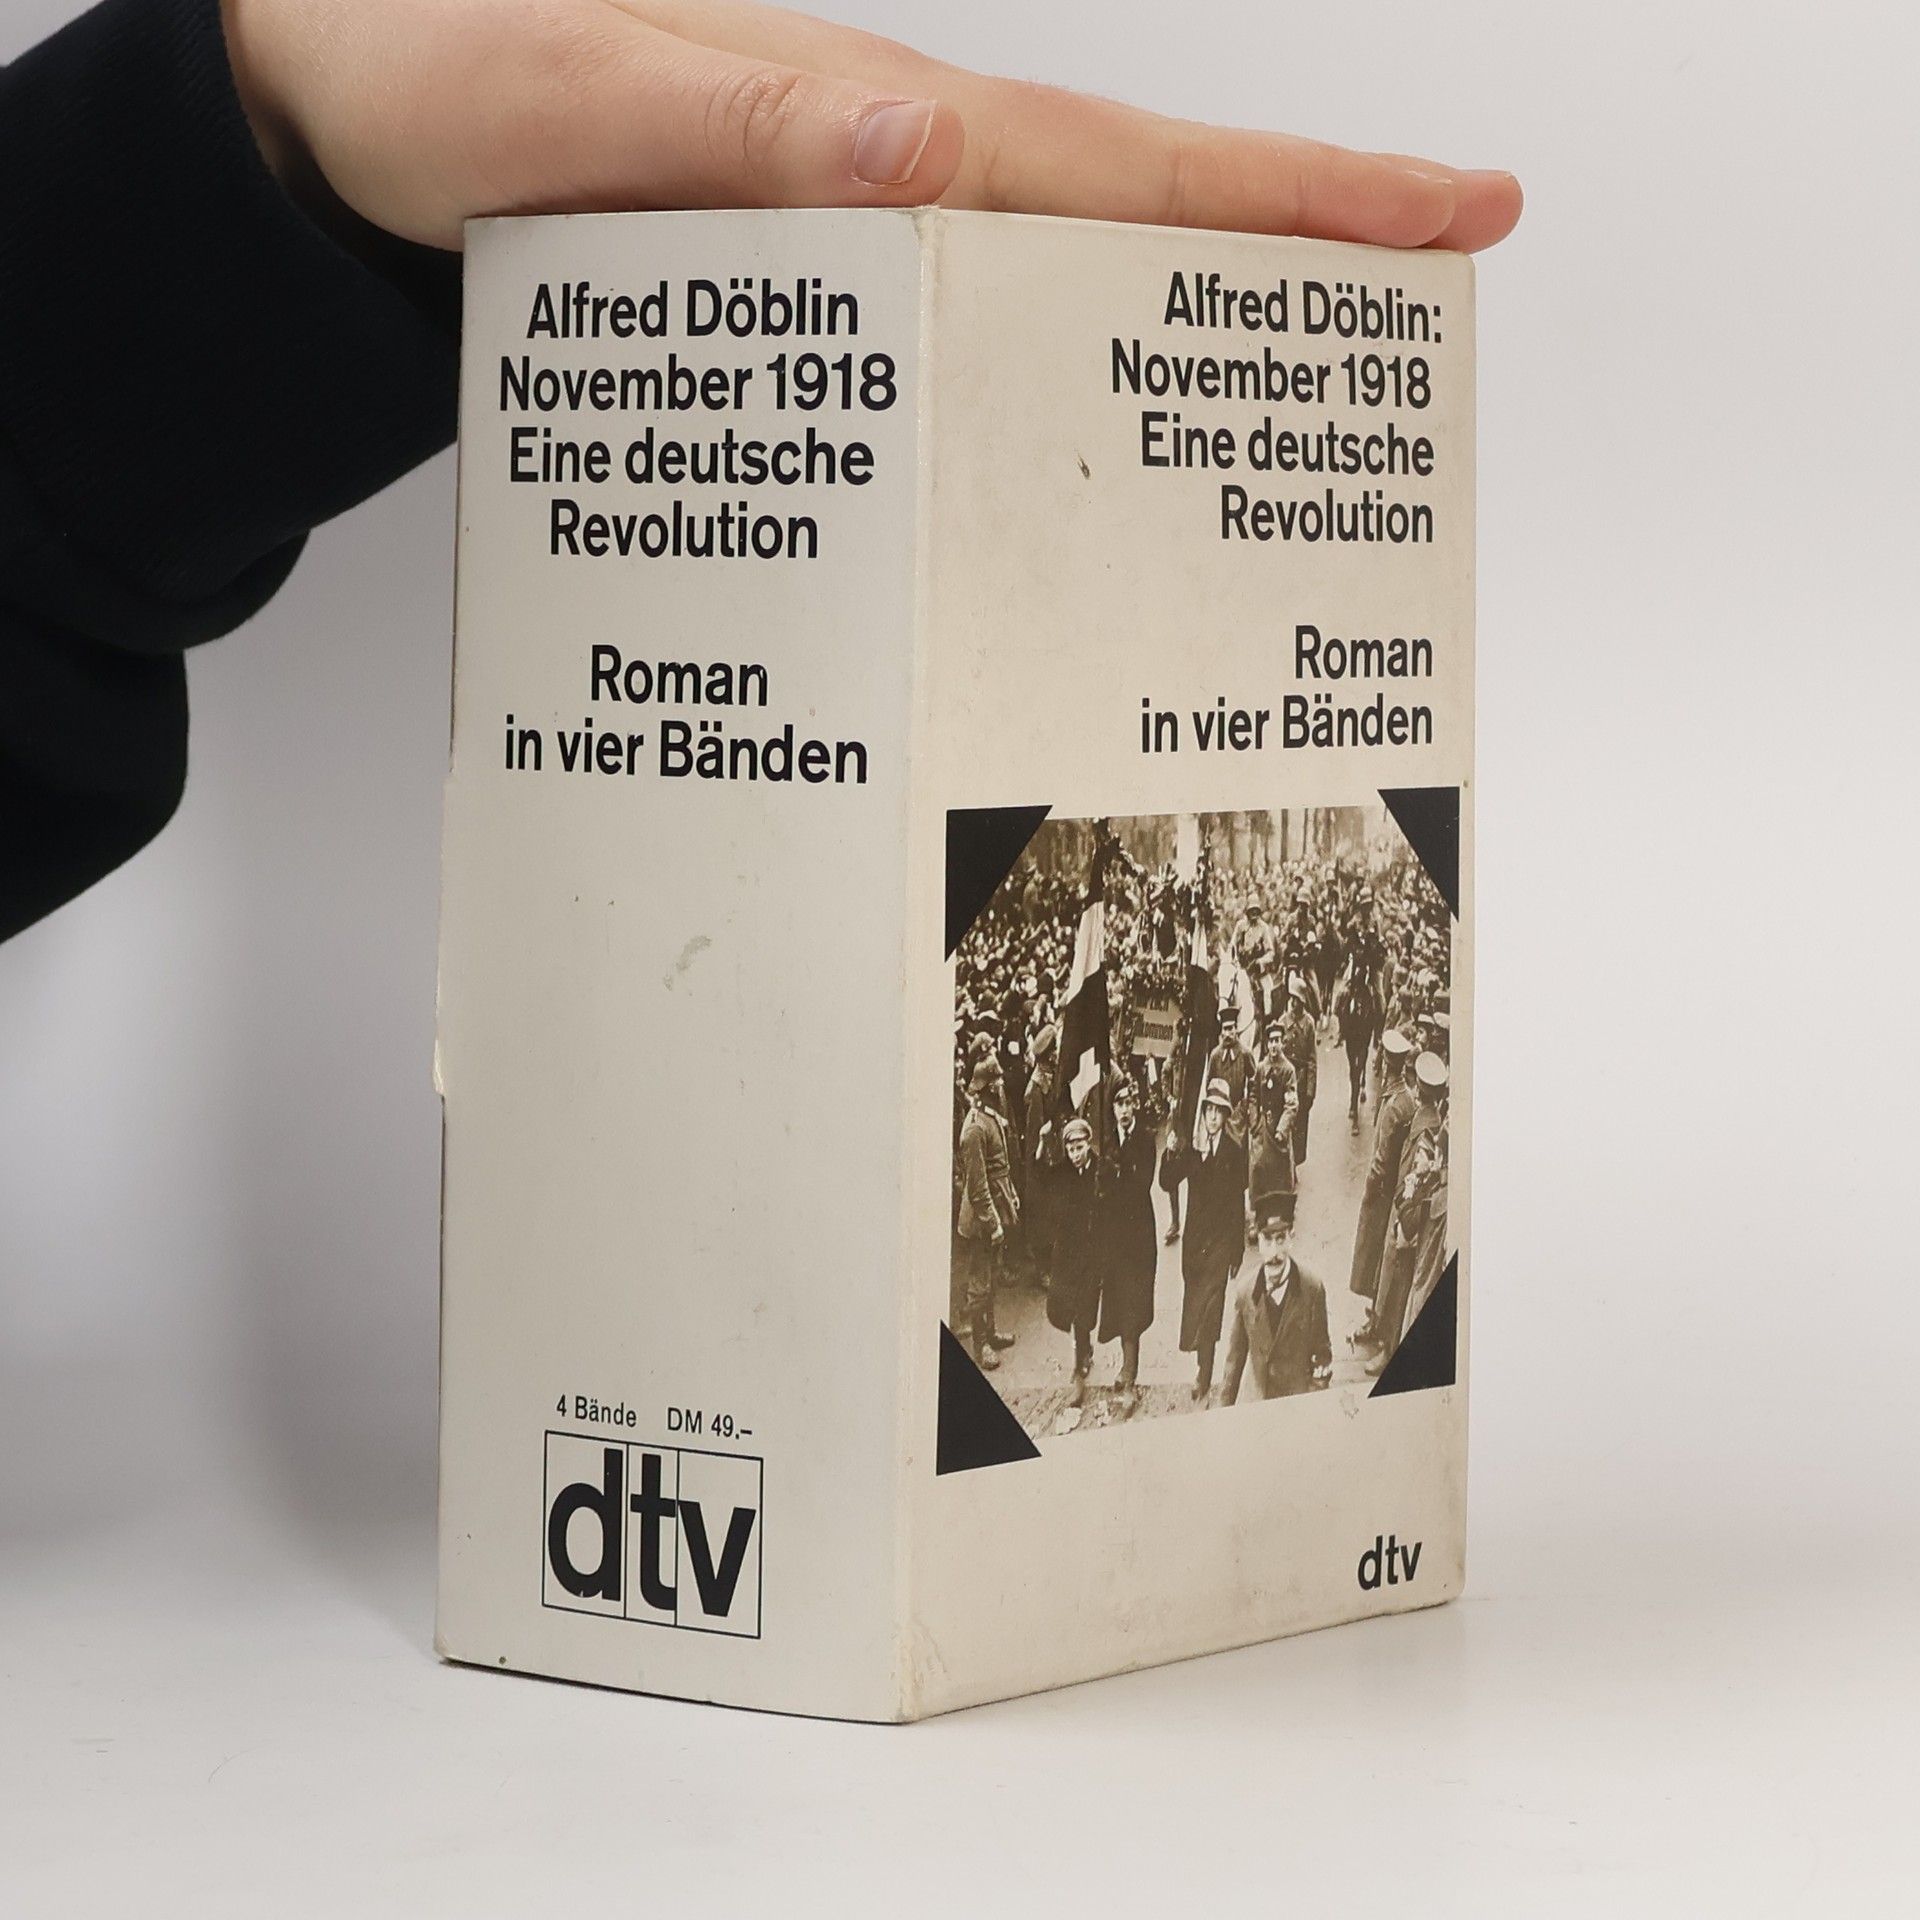 Alfred Döblin
November 1918
Eine deutsche
Revolution
Roman
in vier Bänden
4 Bände DM 49.–
dtv
Alfred Döblin:
November 1918
Eine deutsche
Revolution
Roman
in vier Bänden
dtv